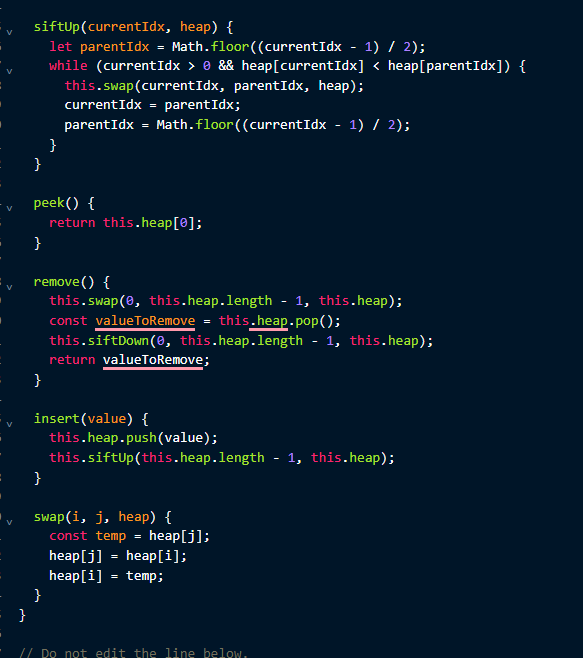 siftUp(currentIdx, heap) {
let parentIdx = Math.floor((currentIdx - 1) / 2);
while (currentIdx > 0 && heap[currentIdx] < heap[parentIdx]) {
this.swap(currentIdx, parentIdx, heap);
currentIdx = parentIdx;
parentIdx = Math.floor((currentIdx - 1) / 2);
}
}
peek() {
return this.heap[0];
}
remove() {
this.swap(0, this.heap.length - 1, this.heap);
const valueToRemove = this.heap.pop();
this.siftDown(0, this.heap.length - 1, this.heap);
return valueToRemove;
}
insert(value) {
this.heap.push(value);
this.siftUp(this.heap.length - 1, this.heap);
}
swap(i, j, heap) {
const temp = heap[j];
heap[j] = heap[i];
heap[i] = temp;
}
}
// Do not edit the line below.